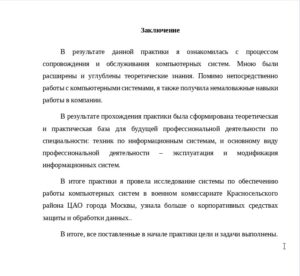 Заключение
В результате данной практики я ознакомилась с процессом
сопровождения и обслуживания компьютерных систем. Мною были
расширены и углублены теоретические знания. Помимо непосредственно
работы с компьютерными системами, я также получила немаловажные навыки
работы в компании.
В результате прохождения практики была сформирована теоретическая
и практическая база для будущей профессиональной деятельности по
специальности: техник по информационным системам, и основному виду
профессиональной деятельности – эксплуатация и модификация
информационных систем.
В итоге практики я провела исследование системы по обеспечению
работы компьютерных систем в военном комиссариате Красносельского
района ЦАО города Москвы, узнала больше о корпоративных средствах
защиты и обработки данных..
В итоге, все поставленные в начале практики цели и задачи выполнены.